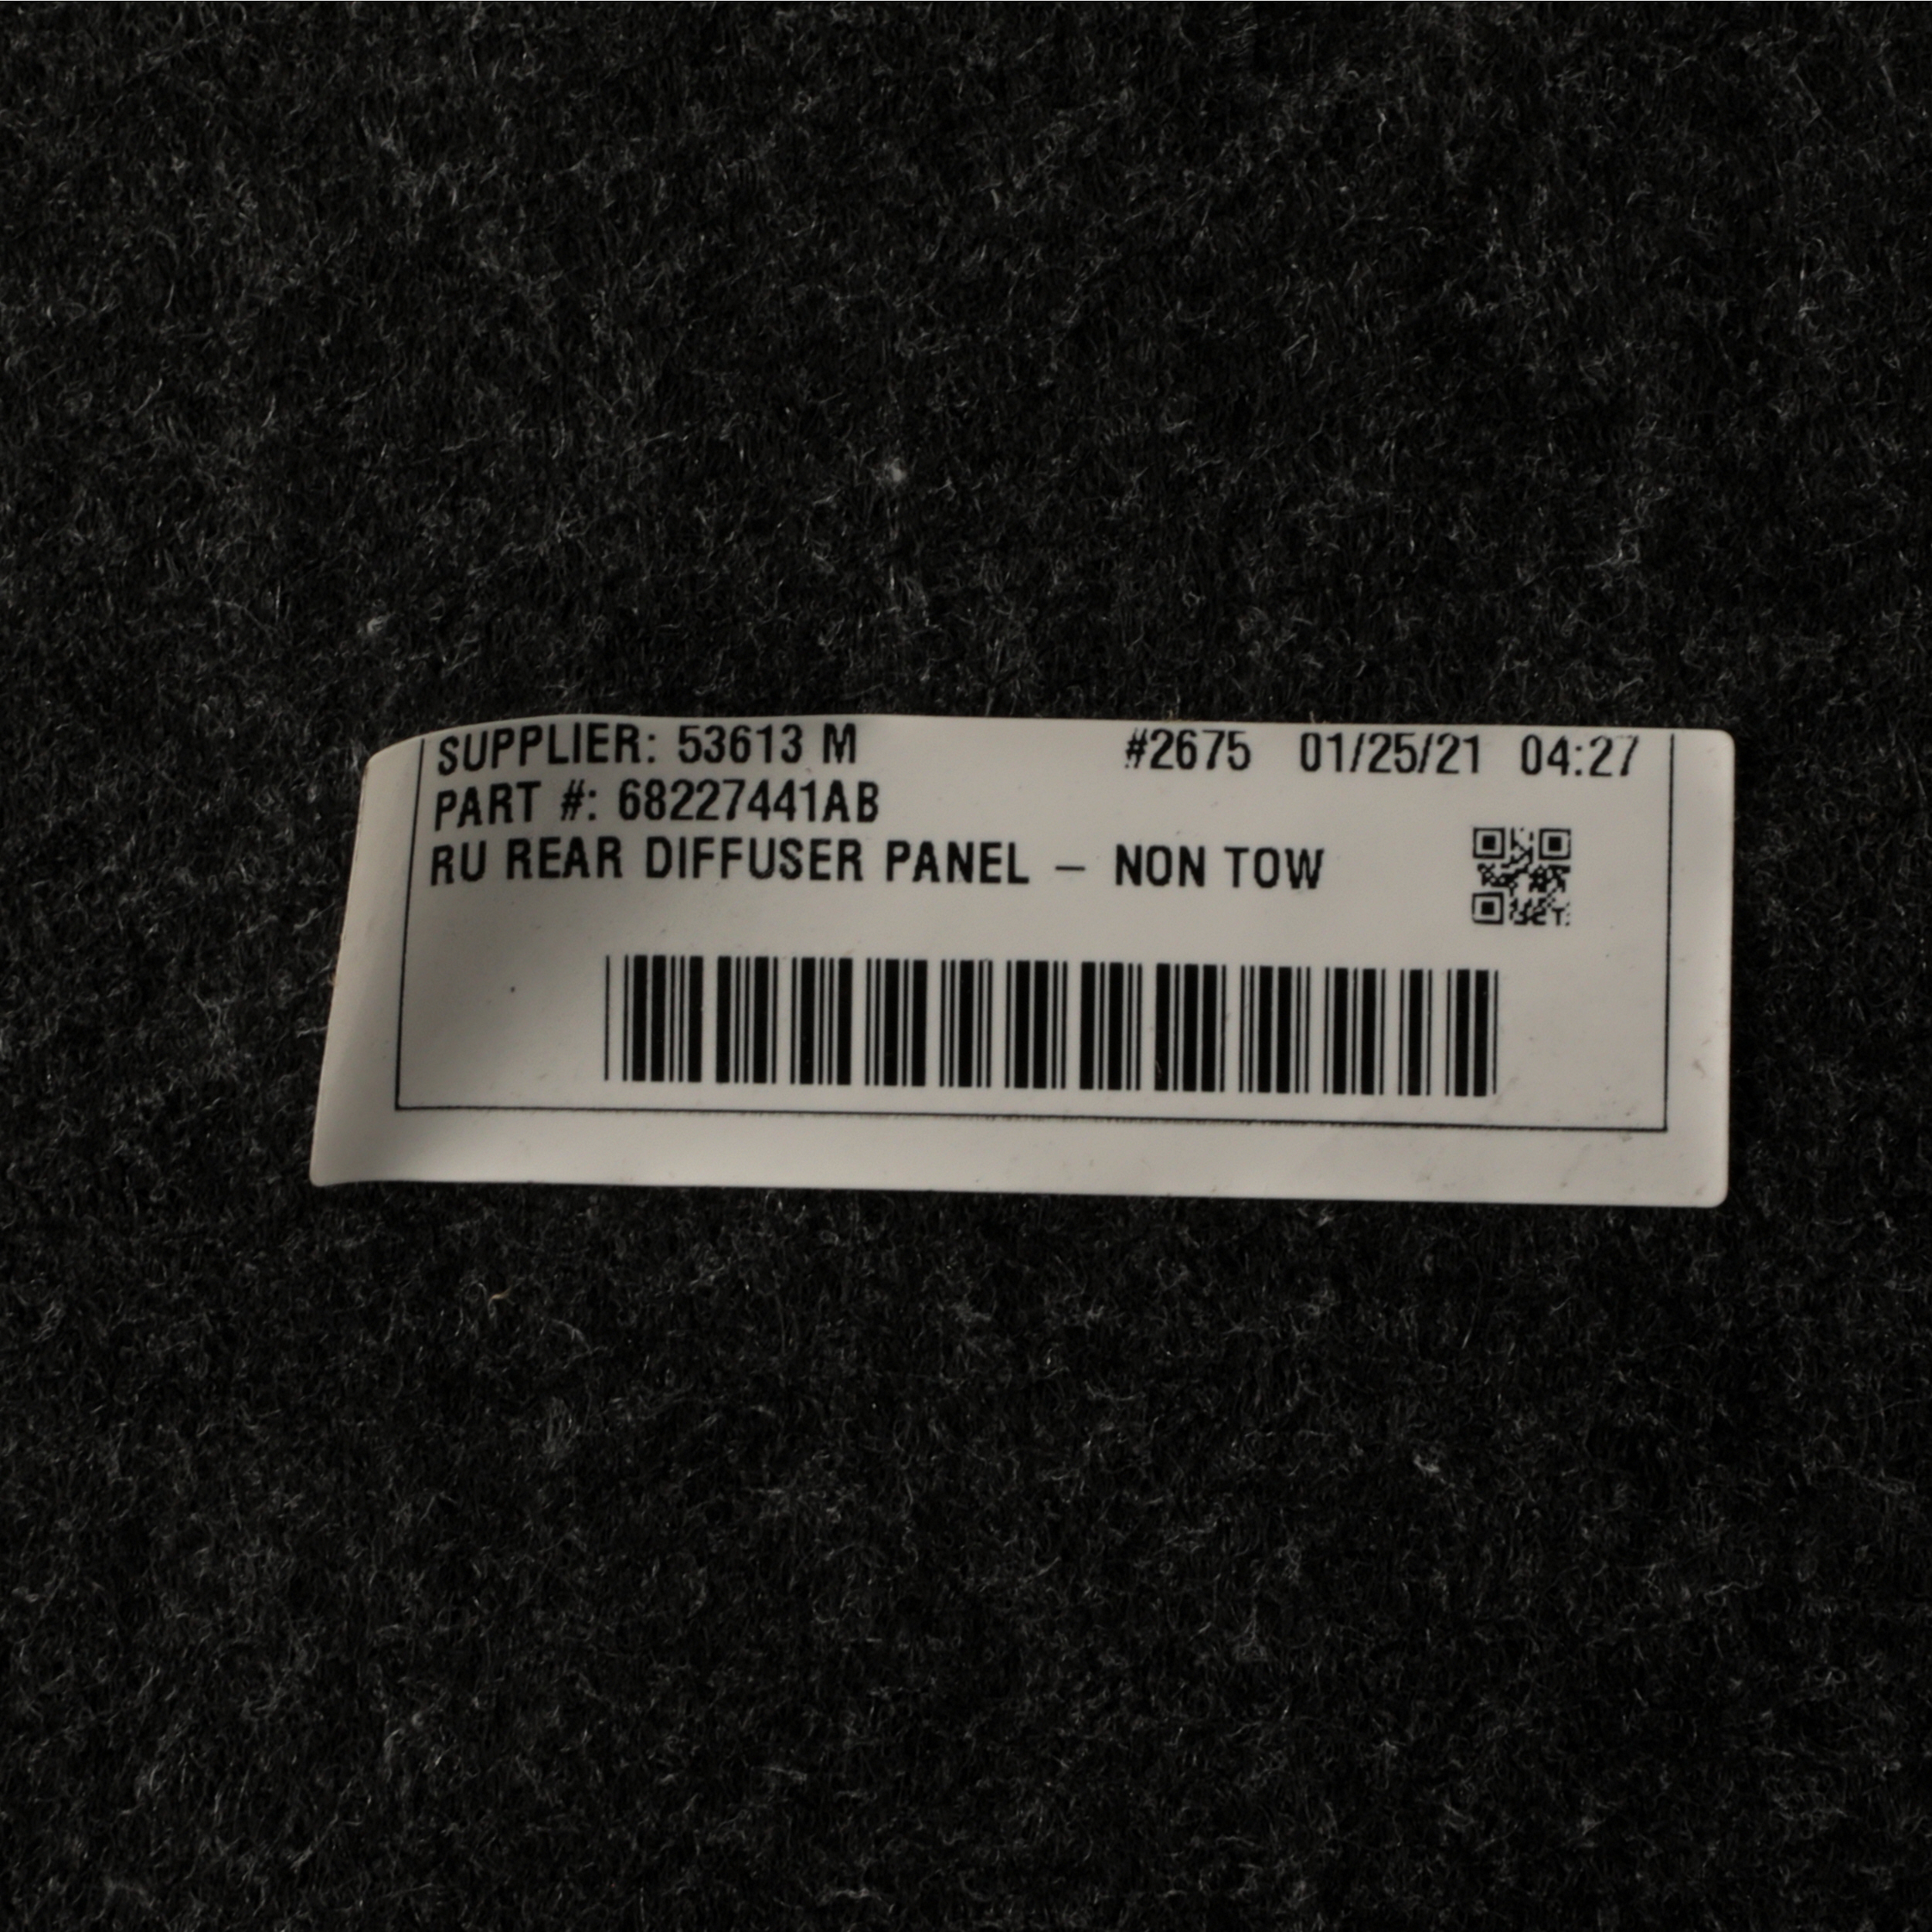 SUPPLIER: 53613 M #2675 01/25/21 04:27
PART #: 68227441AB
RU REAR DIFFUSER PANEL – NON TOW